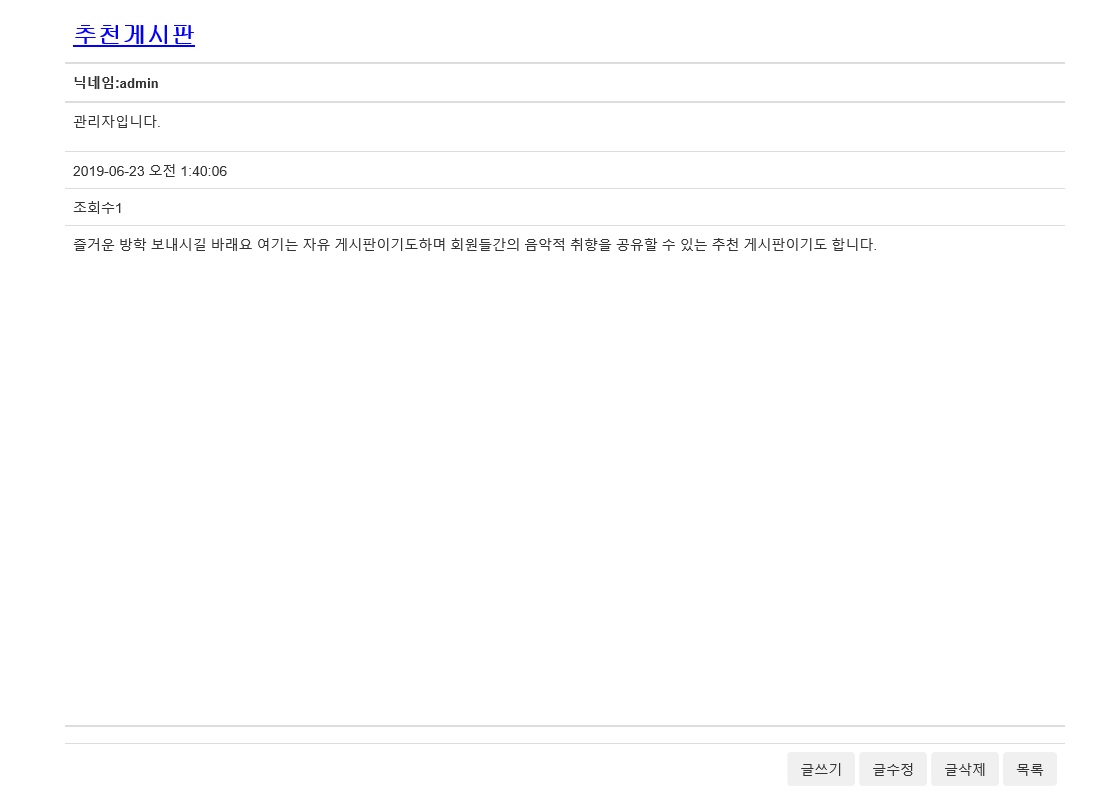 추천게시판
닉네임:admin
관리자입니다.
2019-06-23 오전 1:40:06
조회수1
즐거운 방학 보내시길 바래요 여기는 자유 게시판이기도하며 회원들간의 음악적 취향을 공유할 수 있는 추천 게시판이기도 합니다.
글쓰기 글수정 글삭제 목록